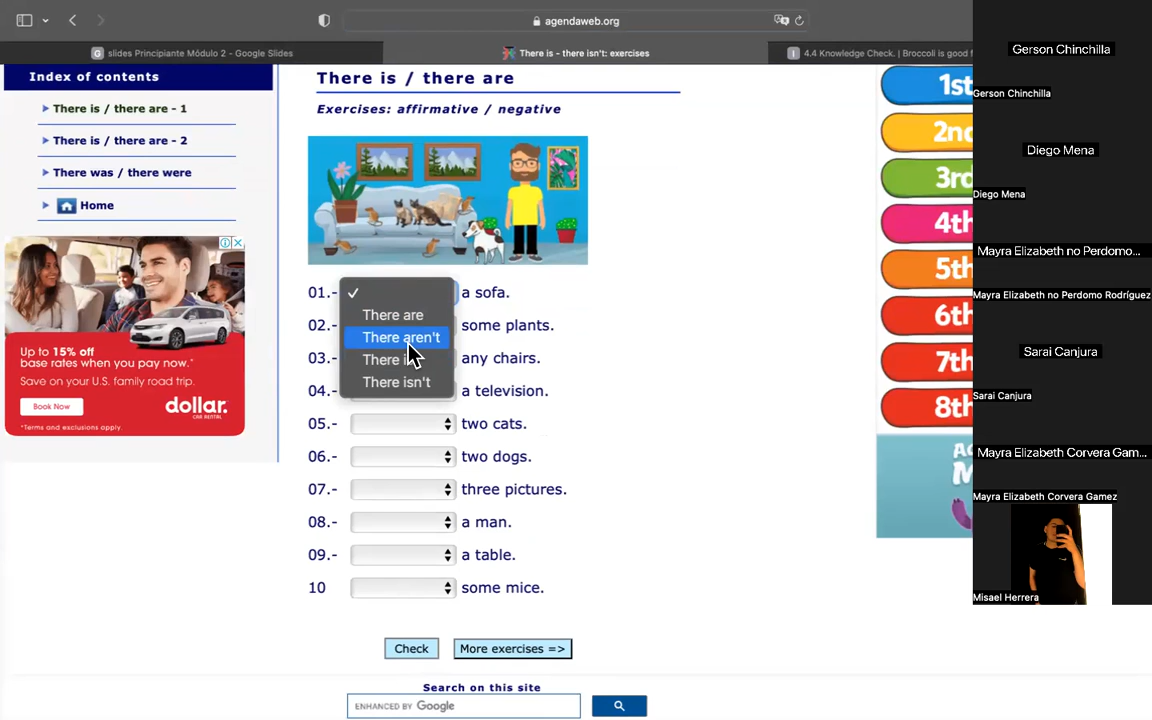 agendaweb.org
slides Principiante Módulo 2 - Google Slides
There is - there isn't: exercises
4.4 Knowledge Check. | Broccoli is good f
Index of contents
There is / there are - 1
There is / there are - 2
There was / there were
Home
Up to 15% off
base rates when you pay now.*
Save on your U.S. family road trip.
Book Now
dollar.
CAR RENTAL
*Terms and exclusions apply.
There is / there are
Exercises: affirmative / negative
01.- a sofa.
There are
02.- some plants.
There aren't
03.- any chairs.
There i
There isn't
04.- a television.
05.- two cats.
06.- two dogs.
07.- three pictures.
08.- a man.
09.- a table.
10 some mice.
Check
More exercises =>
Search on this site
ENHANCED BY Google
1st
2nd
3rd
4th
5th
6th
7th
8th
Gerson Chinchilla
Gerson Chinchilla
Diego Mena
Diego Mena
Mayra Elizabeth no Perdomo...
Mayra Elizabeth no Perdomo Rodríguez
Sarai Canjura
Sarai Canjura
Mayra Elizabeth Corvera Gam...
Mayra Elizabeth Corvera Gamez
Misael Herrera